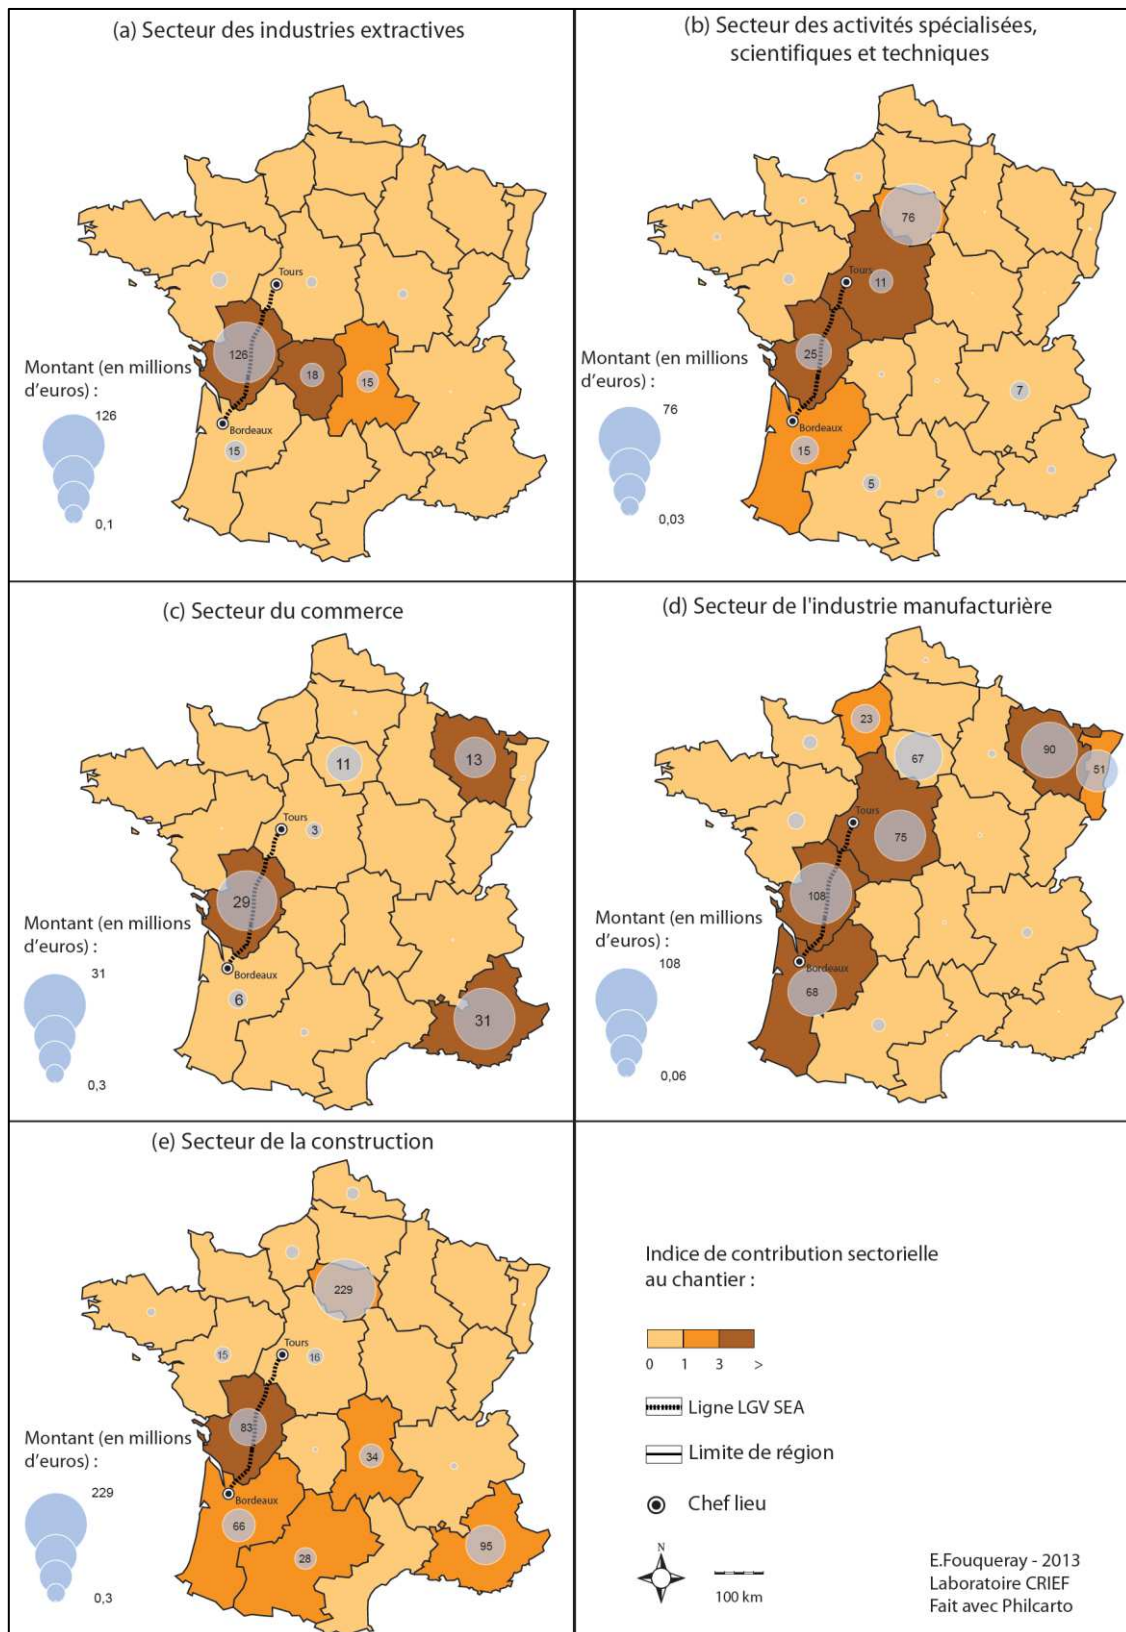 (a) Secteur des industries extractives
Tours
126
18
15
Bordeaux
15
Montant (en millions
d'euros) :
126
0,1
(b) Secteur des activités spécialisées,
scientifiques et techniques
76
Tours
11
25
7
Bordeaux
15
5
Montant (en millions
d'euros) :
76
0,03
(c) Secteur du commerce
11
13
Tours
3
29
Bordeaux
6
31
Montant (en millions
d'euros) :
31
0,3
(d) Secteur de l'industrie manufacturière
23
67
90
51
Tours
75
108
Bordeaux
68
Montant (en millions
d'euros) :
108
0,06
(e) Secteur de la construction
229
Tours
15
16
83
34
Bordeaux
66
28
95
Montant (en millions
d'euros) :
229
0,3
Indice de contribution sectorielle
au chantier :
0 1 3 >
Ligne LGV SEA
Limite de région
Chef lieu
N
100 km
E.Fouqueray - 2013
Laboratoire CRIEF
Fait avec Philcarto